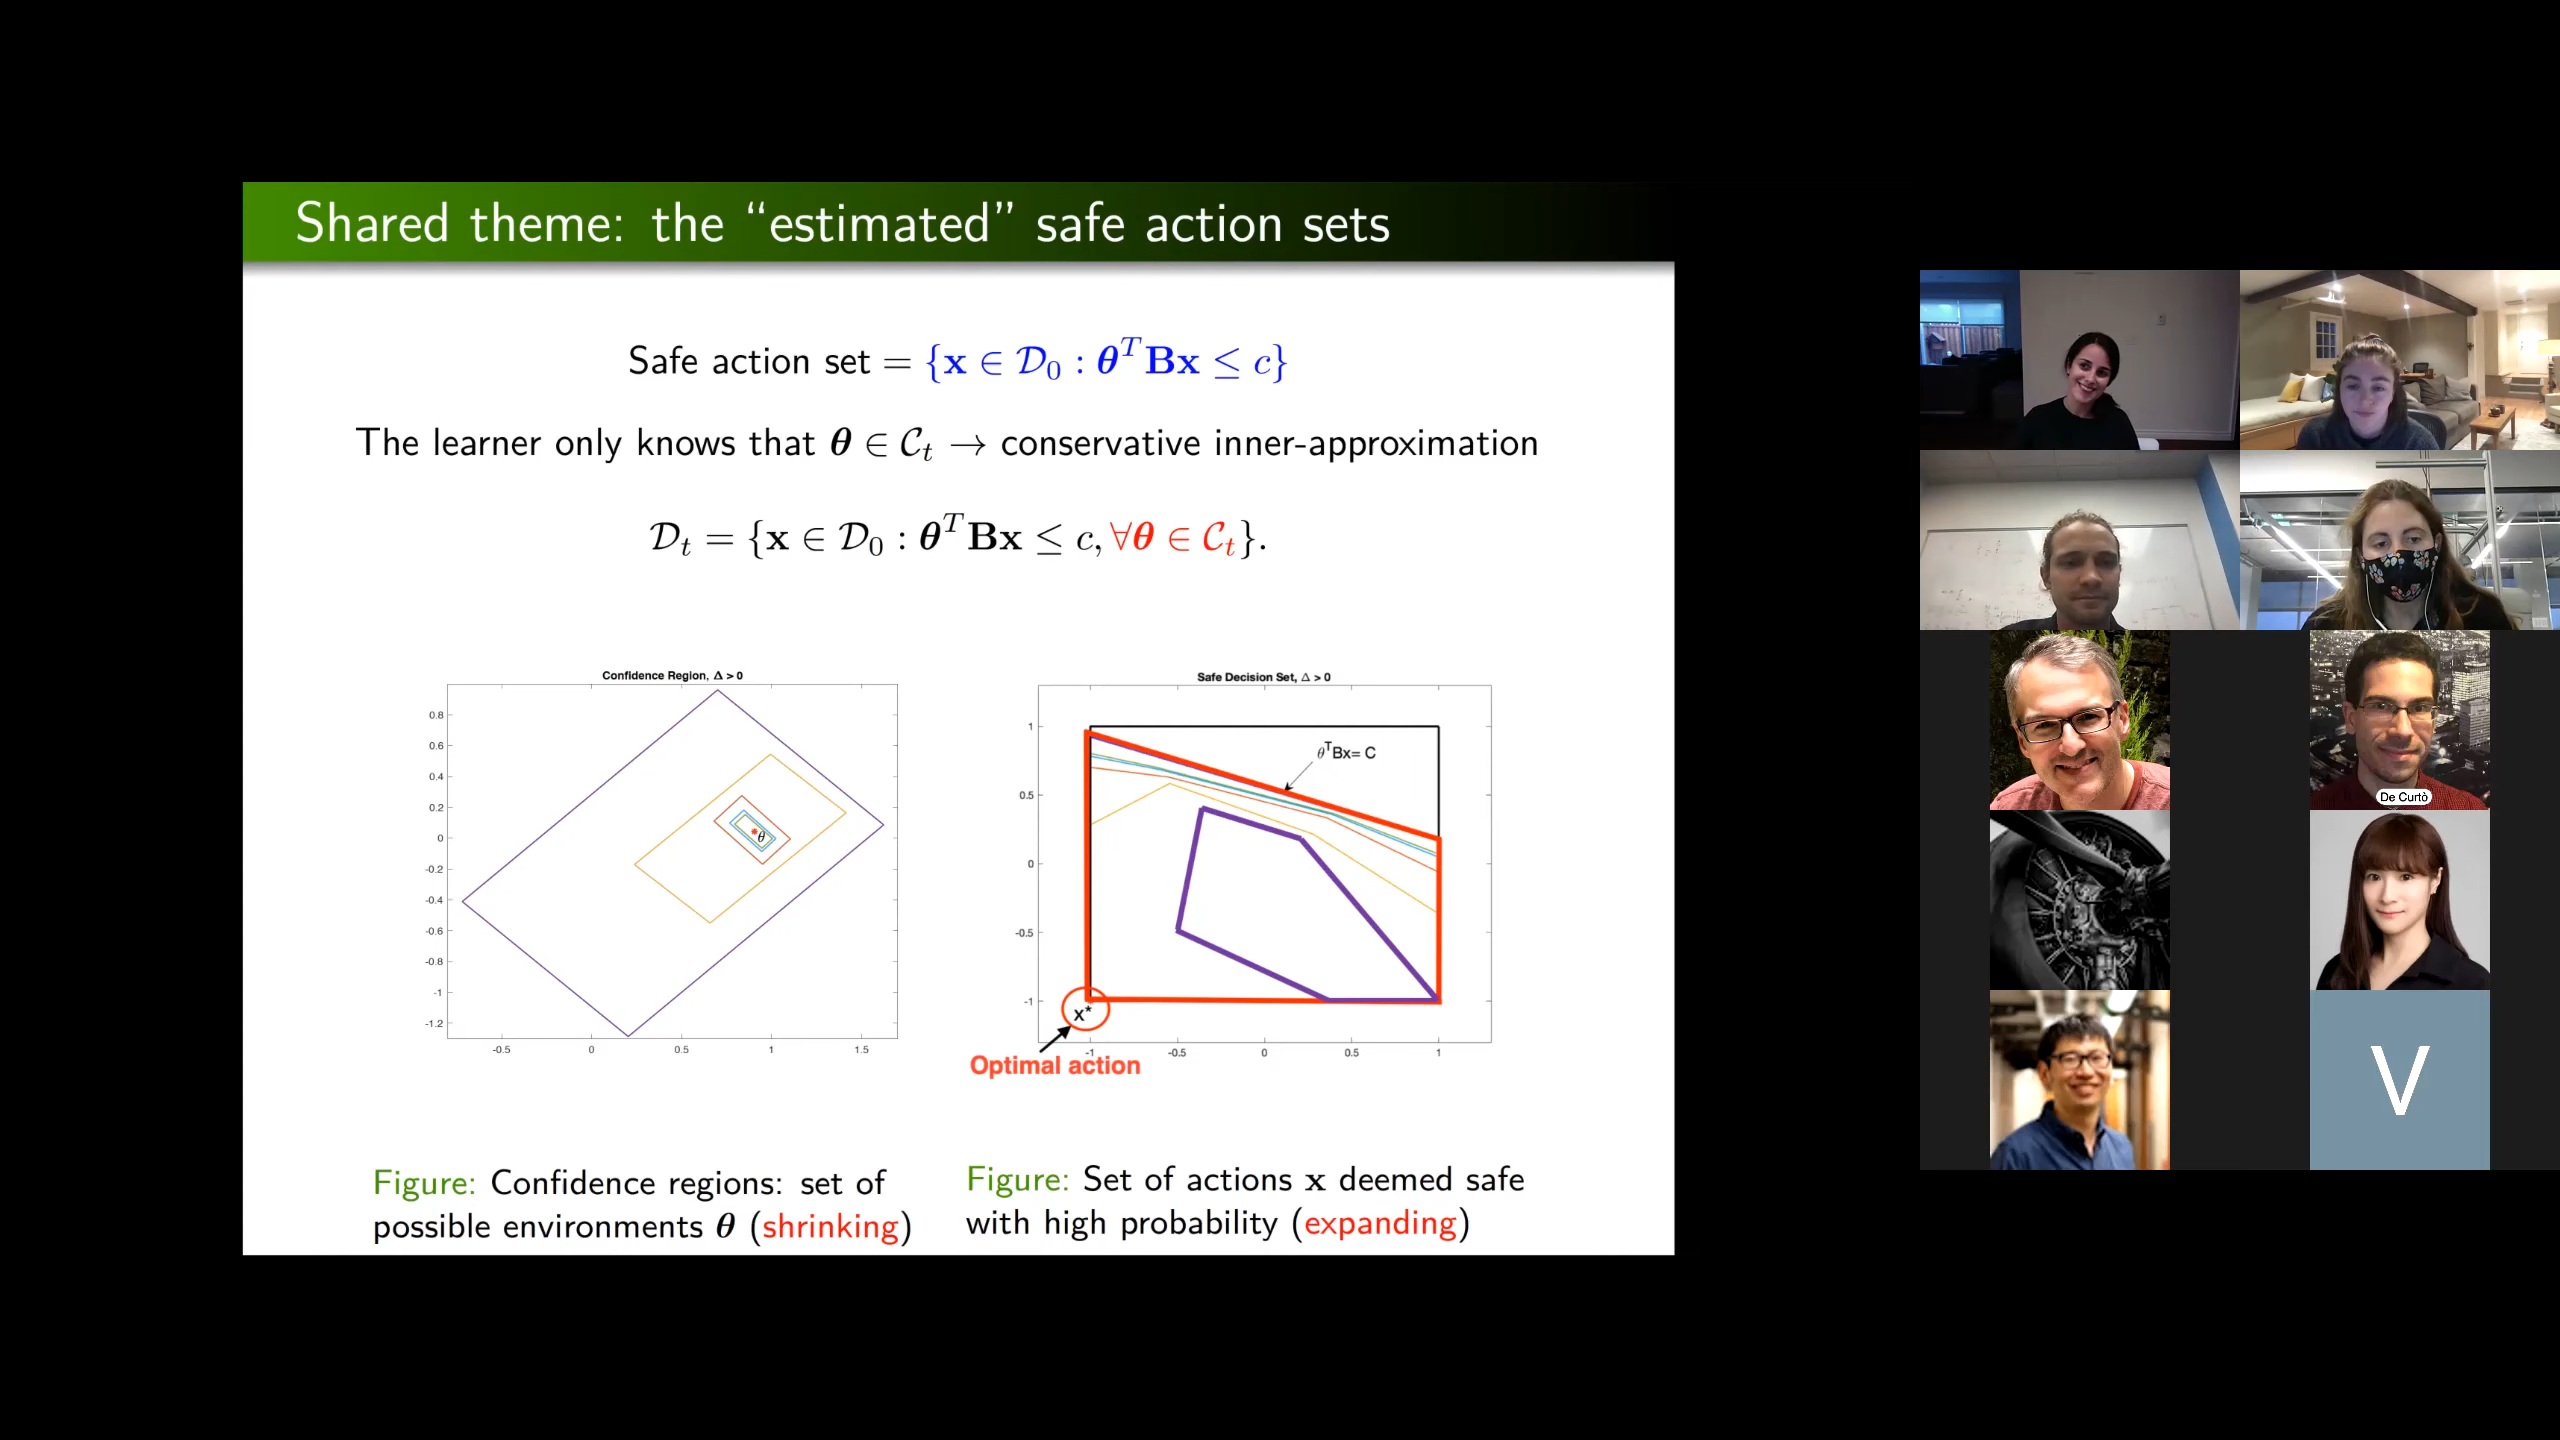 Shared theme: the “estimated” safe action sets
Safe action set = {x ∈ 𝒟₀ : θᵀBx ≤ c}
The learner only knows that θ ∈ 𝒞ₜ → conservative inner-approximation
𝒟ₜ = {x ∈ 𝒟₀ : θᵀBx ≤ c, ∀θ ∈ 𝒞ₜ}.
Confidence Region, Δ > 0
0.8
0.6
0.4
0.2
0
-0.2
-0.4
-0.6
-0.8
-1
-1.2
-0.5 0 0.5 1 1.5
θ
Safe Decision Set, Δ > 0
1
0.5
0
-0.5
-1
-1 -0.5 0 0.5 1
θᵀBx= C
x*
Optimal action
Figure: Confidence regions: set of
possible environments θ (shrinking)
Figure: Set of actions x deemed safe
with high probability (expanding)
De Curtò
V